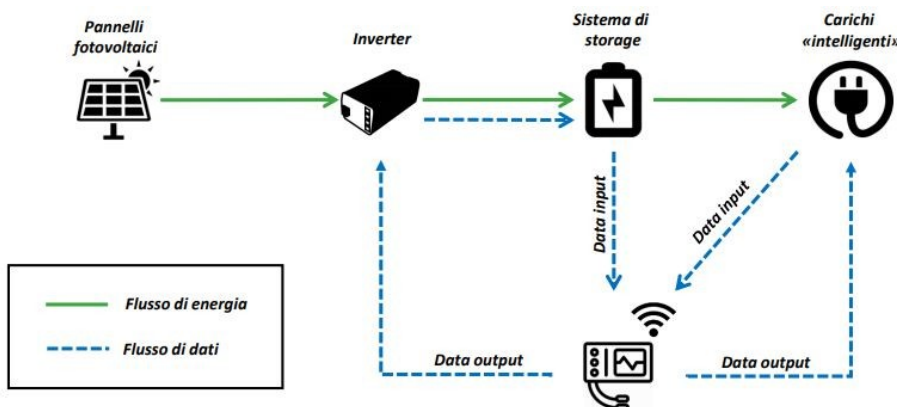 Pannelli
fotovoltaici
Inverter
Sistema di
storage
Carichi
«intelligenti»
Data input
Data input
Flusso di energia
Flusso di dati
Data output
Data output